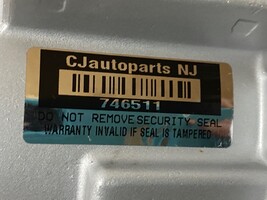 CJautoparts NJ
746511
DO NOT REMOVE SECURITY SEAL
WARRANTY INVALID IF SEAL IS TAMPERED